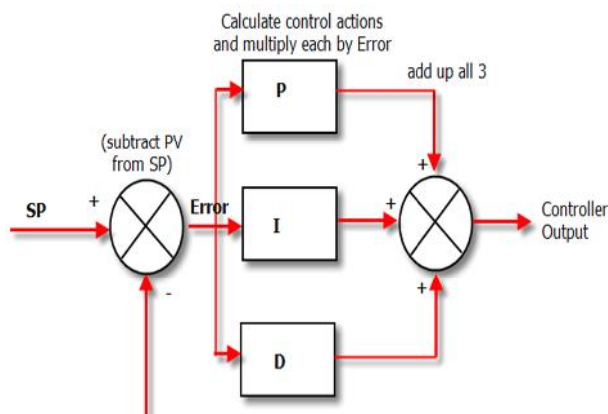 Calculate control actions
and multiply each by Error
P
add up all 3
(subtract PV
from SP)
+
+
SP
Error
+
I
Controller
Output
-
+
D